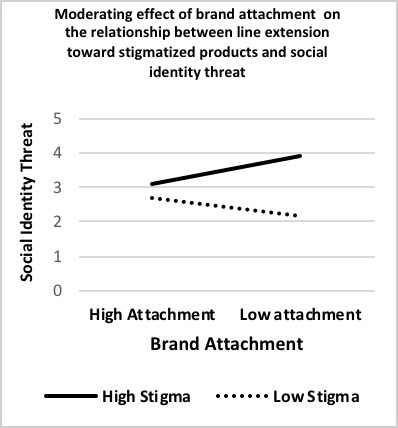 Moderating effect of brand attachment on
the relationship between line extension
toward stigmatized products and social
identity threat
5
4
3
2
1
0
Social Identity Threat
High Attachment Low attachment
Brand Attachment
High Stigma Low Stigma